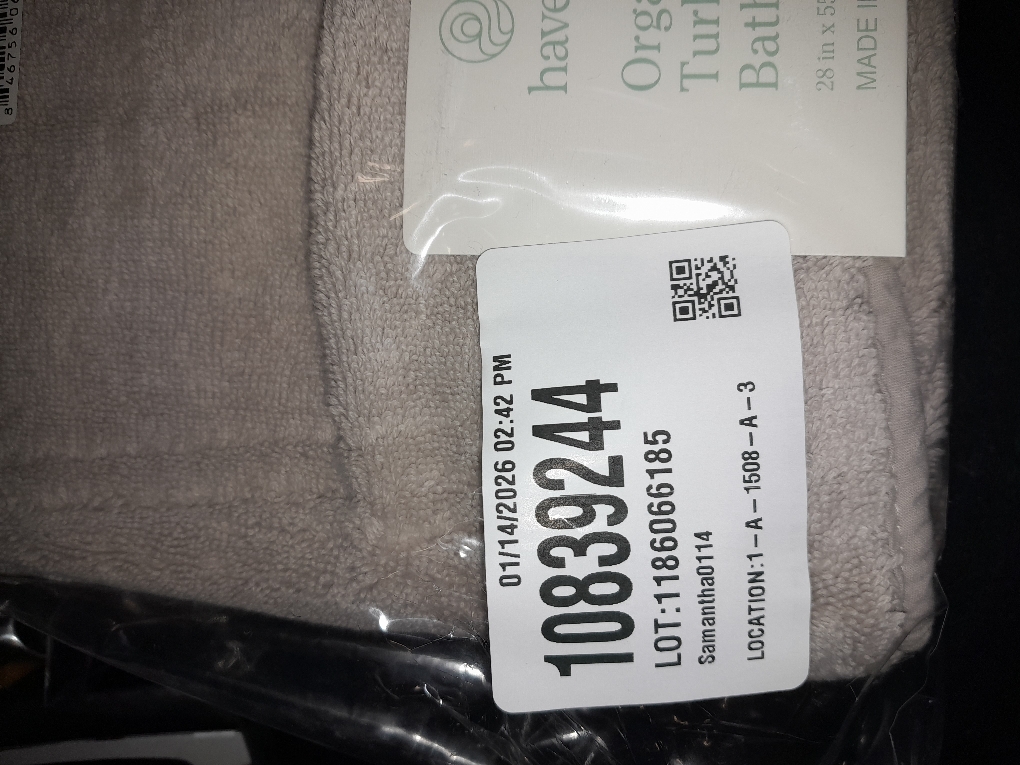 have
Orga
Turk
Bath
28 in x 55
MADE I
01/14/2026 02:42 PM
10839244
LOT:1186066185
Samantha0114
LOCATION:1-A-1508-A-3